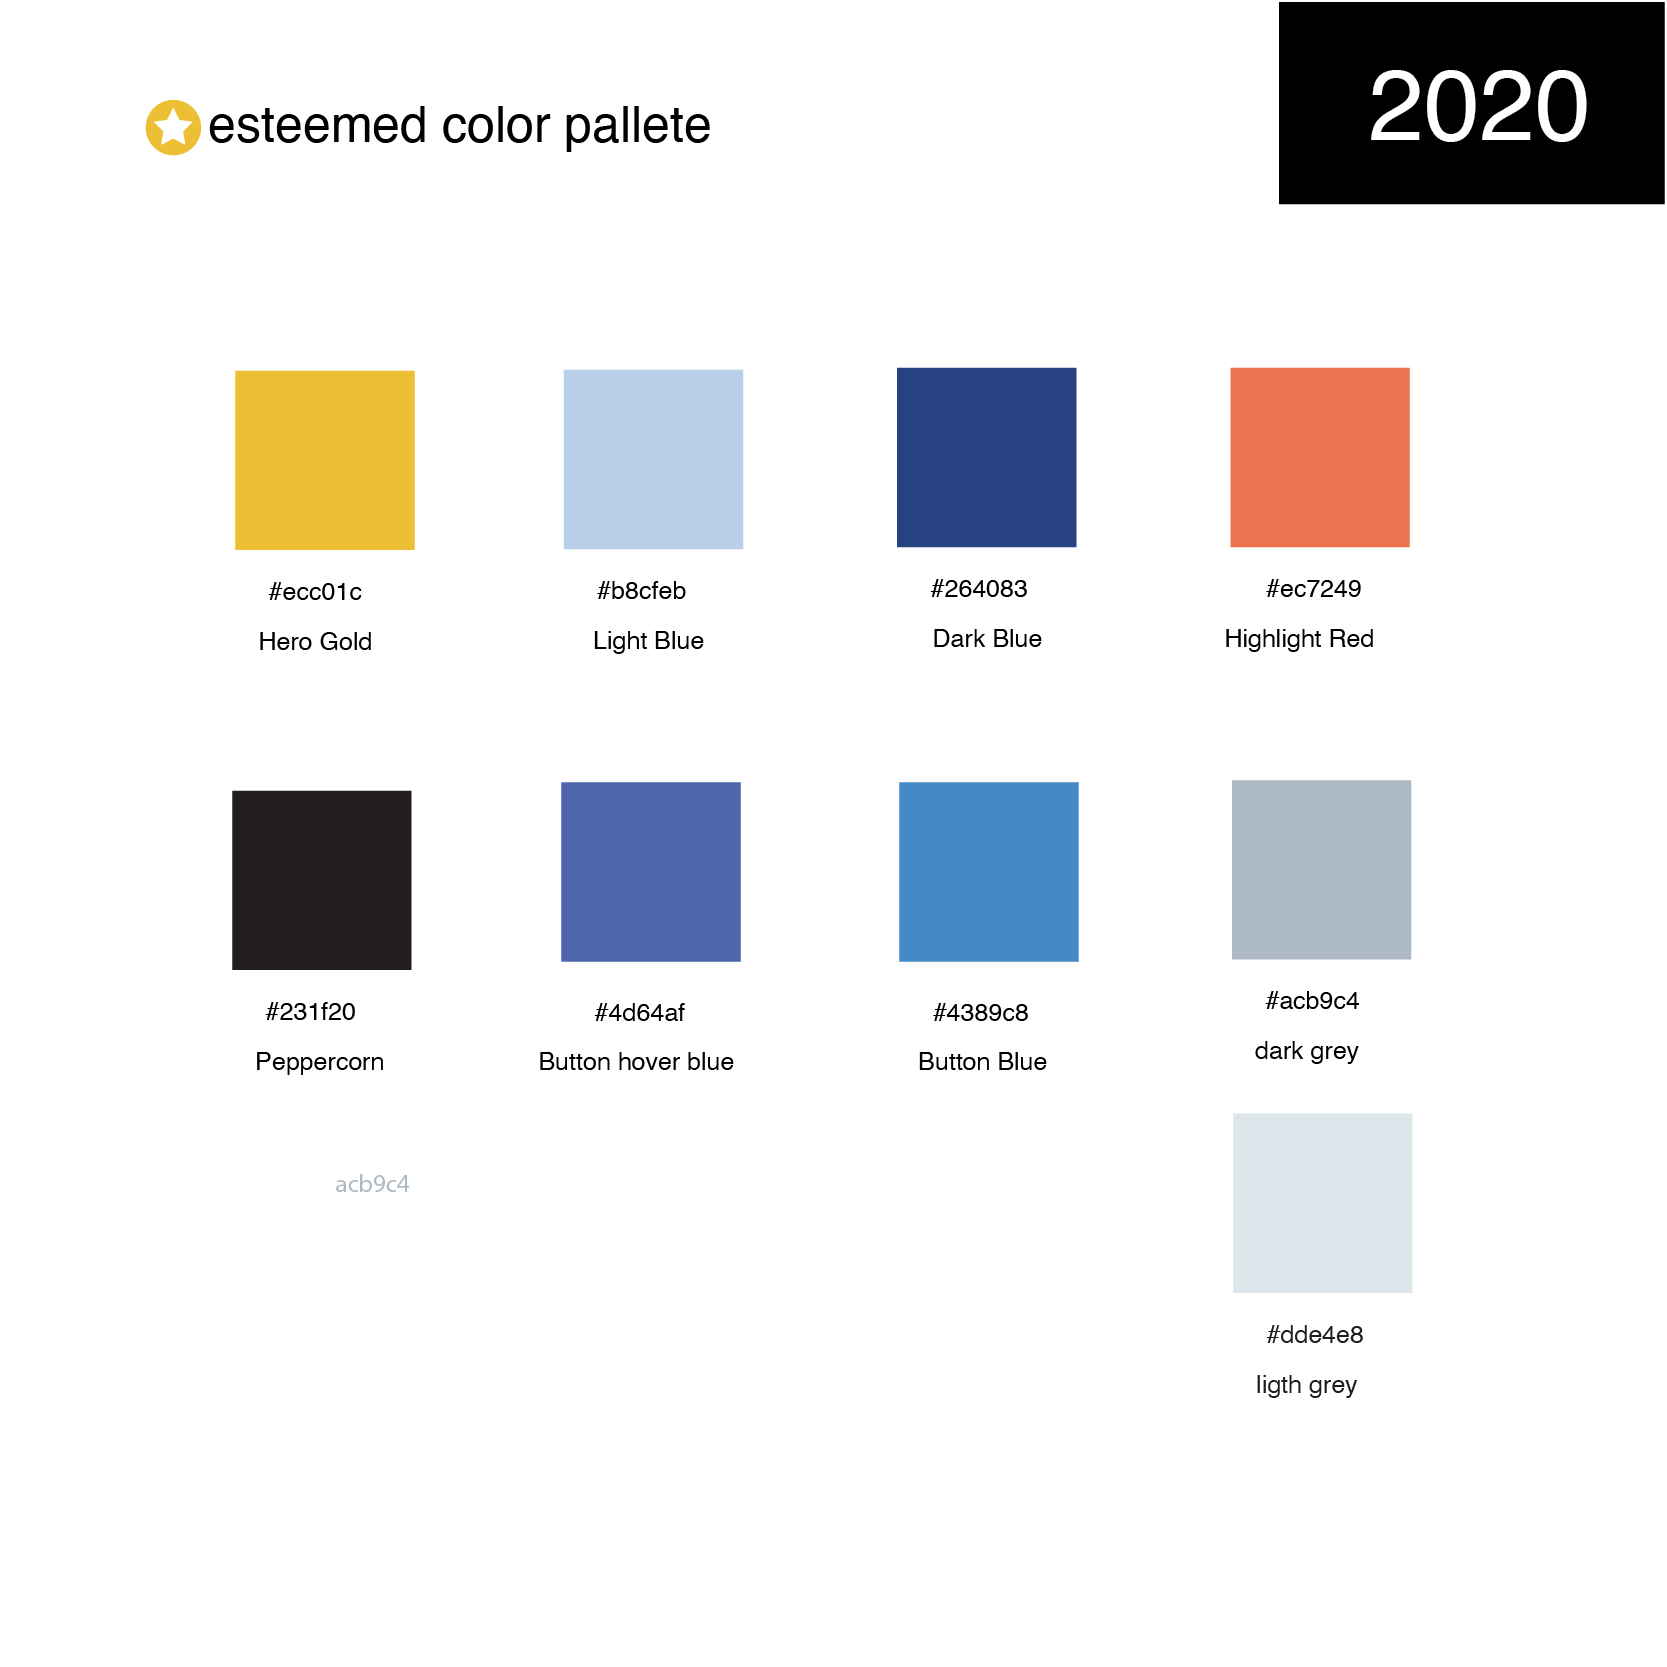 2020
esteemed color pallete
#ecc01c
#b8cfeb
#264083
#ec7249
Hero Gold
Light Blue
Dark Blue
Highlight Red
#231f20
#4d64af
#4389c8
#acb9c4
Peppercorn
Button hover blue
Button Blue
dark grey
acb9c4
#dde4e8
ligth grey